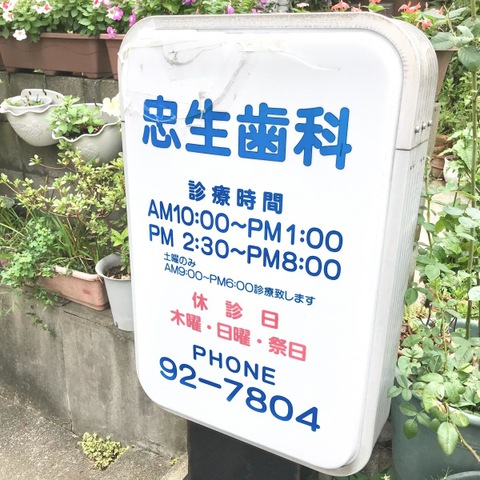 忠生歯科
診療時間
AM10:00〜PM1:00
PM 2:30〜PM8:00
土曜のみ
AM9:00〜PM6:00診療致します
休診日
木曜・日曜・祭日
PHONE
92-7804